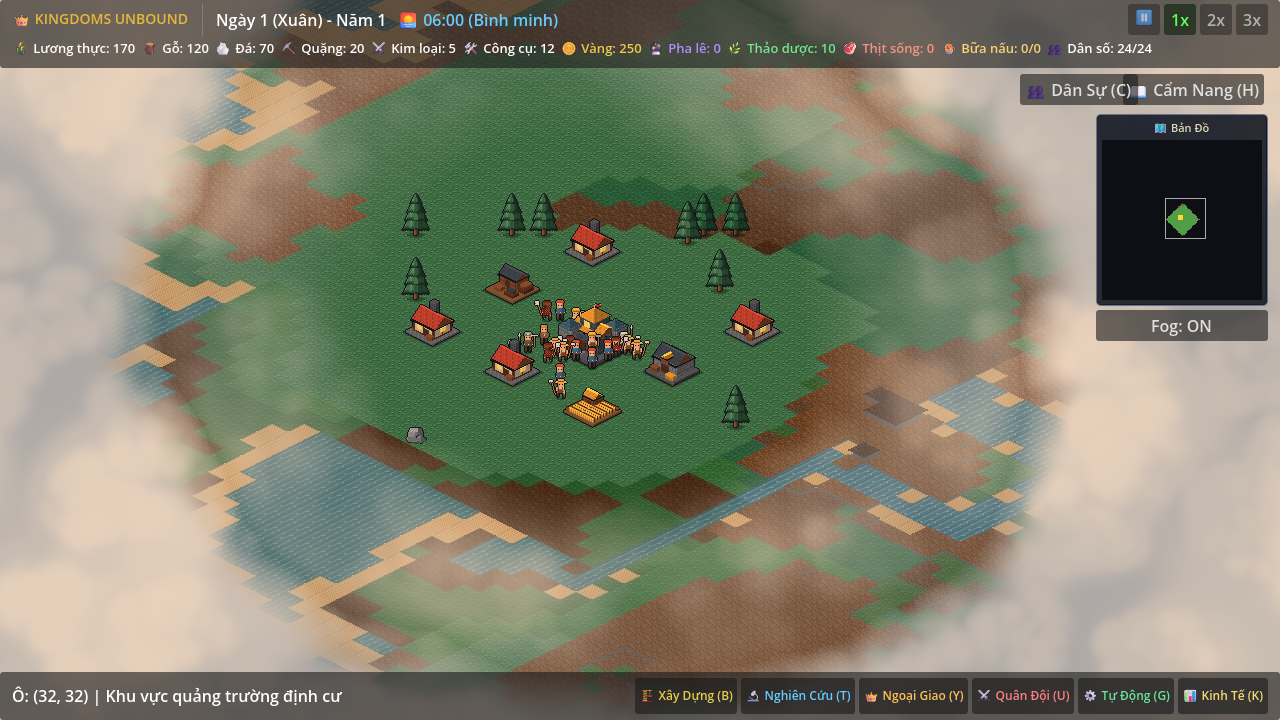 KINGDOMS UNBOUND Ngày 1 (Xuân) - Năm 1 06:00 (Bình minh) 1x 2x 3x
Lương thực: 170 Gỗ: 120 Đá: 70 Quặng: 20 Kim loại: 5 Công cụ: 12 Vàng: 250 Pha lê: 0 Thảo dược: 10 Thịt sống: 0 Bữa nấu: 0/0 Dân số: 24/24
Dân Sự (C) Cẩm Nang (H)
Bản Đồ
Fog: ON
Ô: (32, 32) | Khu vực quảng trường định cư Xây Dựng (B) Nghiên Cứu (T) Ngoại Giao (Y) Quân Đội (U) Tự Động (G) Kinh Tế (K)